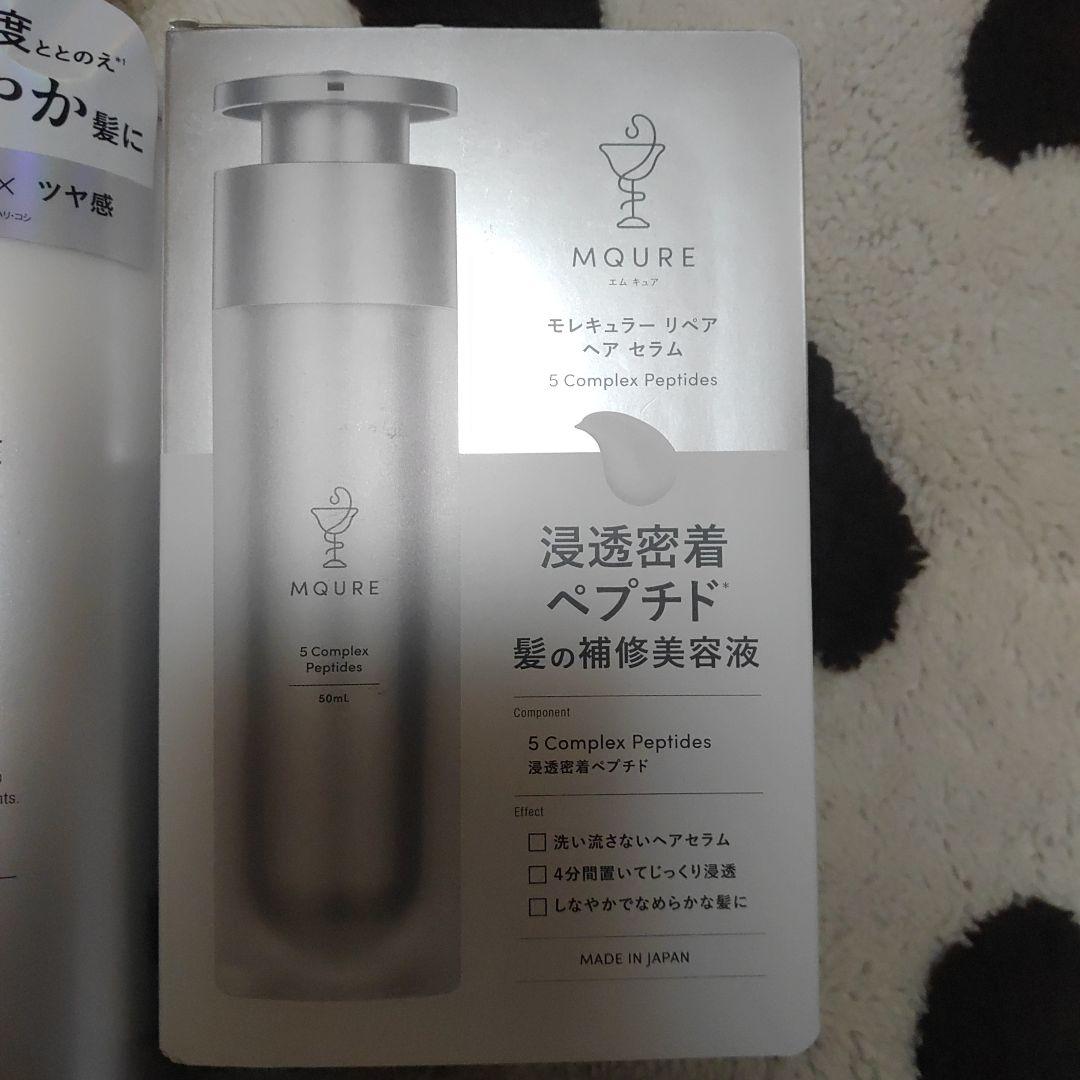 度ととのえ*1
っか髪に
× ツヤ感
ハリ・コシ
nts.
MQURE
エム キュア
モレキュラー リペア
ヘア セラム
5 Complex Peptides
浸透密着
ペプチド*
髪の補修美容液
Component
5 Complex Peptides
浸透密着ペプチド
Effect
洗い流さないヘアセラム
4分間置いてじっくり浸透
しなやかでなめらかな髪に
MADE IN JAPAN
MQURE
5 Complex
Peptides
50mL